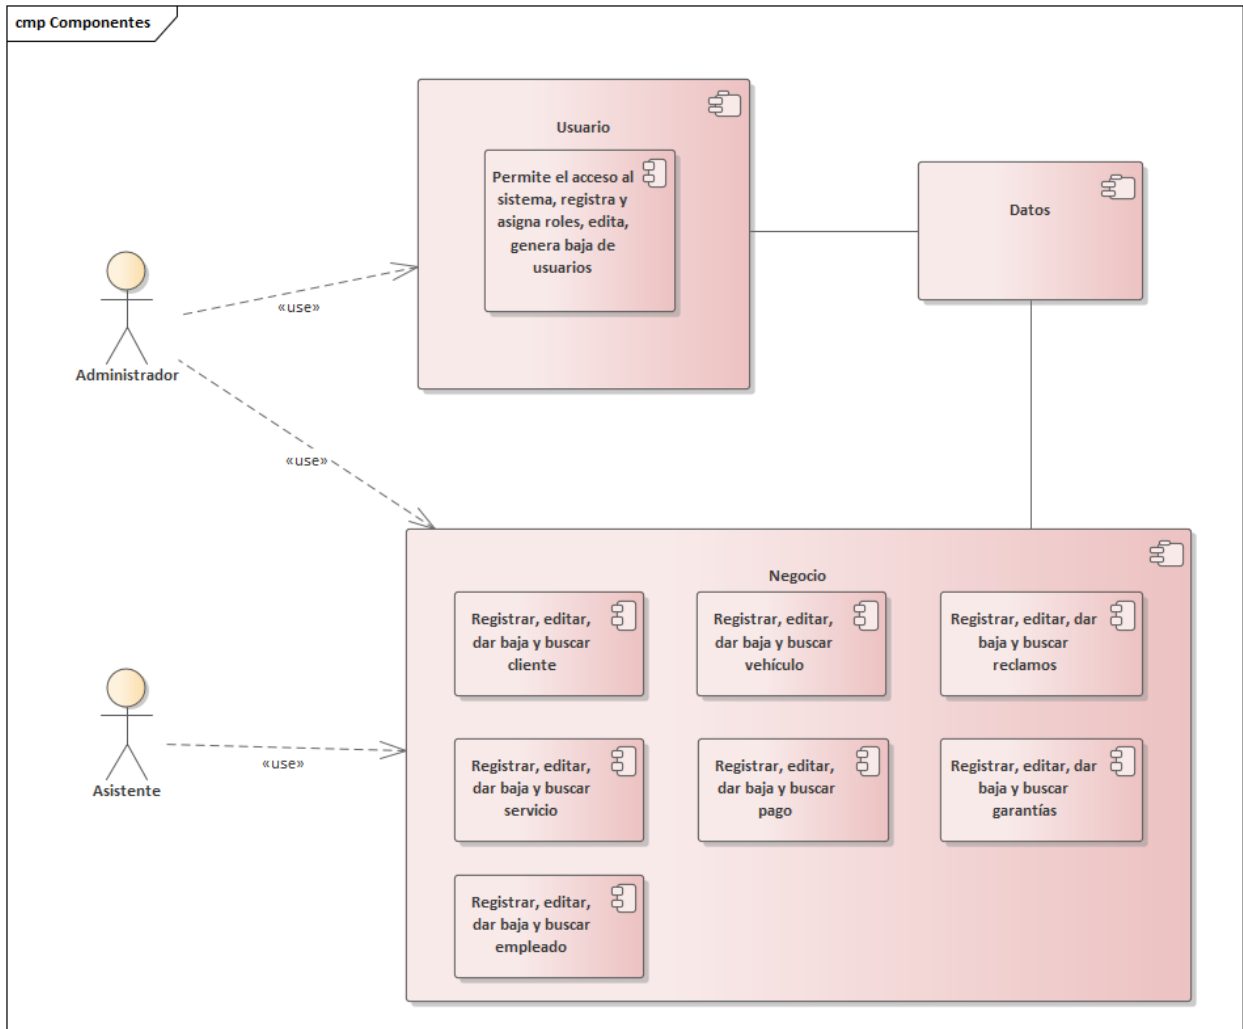 cmp Componentes
Usuario
Permite el acceso al
sistema, registra y
asigna roles, edita,
genera baja de
usuarios
Datos
«use»
Administrador
«use»
Negocio
Registrar, editar,
dar baja y buscar
cliente
Registrar, editar,
dar baja y buscar
vehículo
Registrar, editar, dar
baja y buscar
reclamos
Asistente
«use»
Registrar, editar,
dar baja y buscar
servicio
Registrar, editar,
dar baja y buscar
pago
Registrar, editar, dar
baja y buscar
garantías
Registrar, editar,
dar baja y buscar
empleado